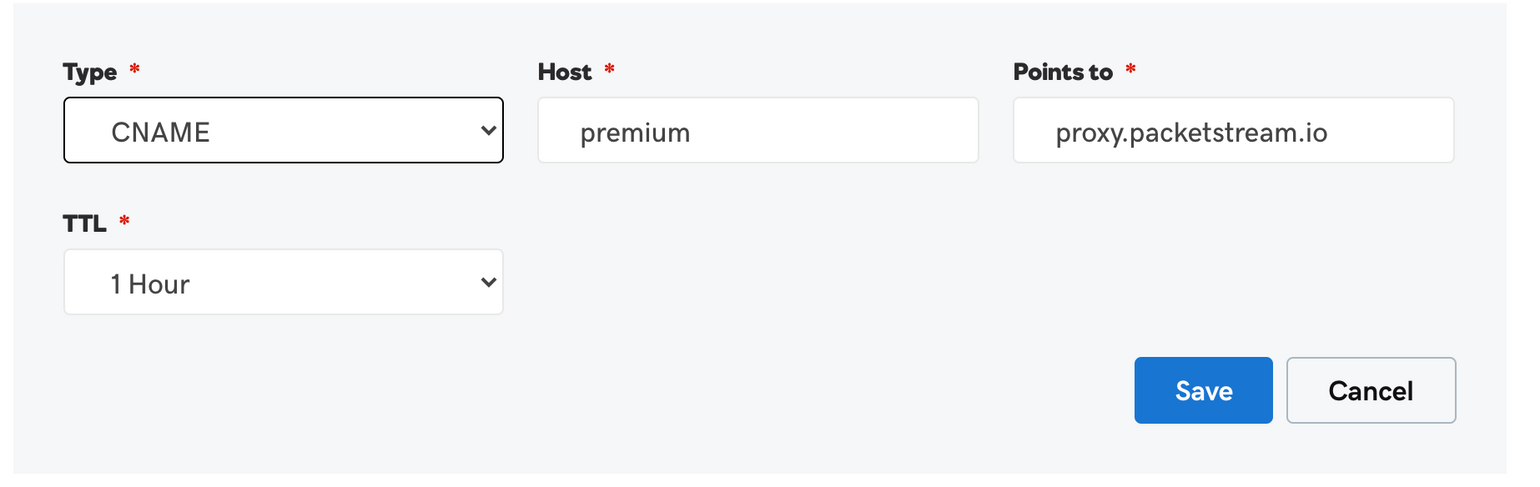 Type * Host * Points to *
CNAME premium proxy.packetstream.io
TTL *
1 Hour
Save Cancel